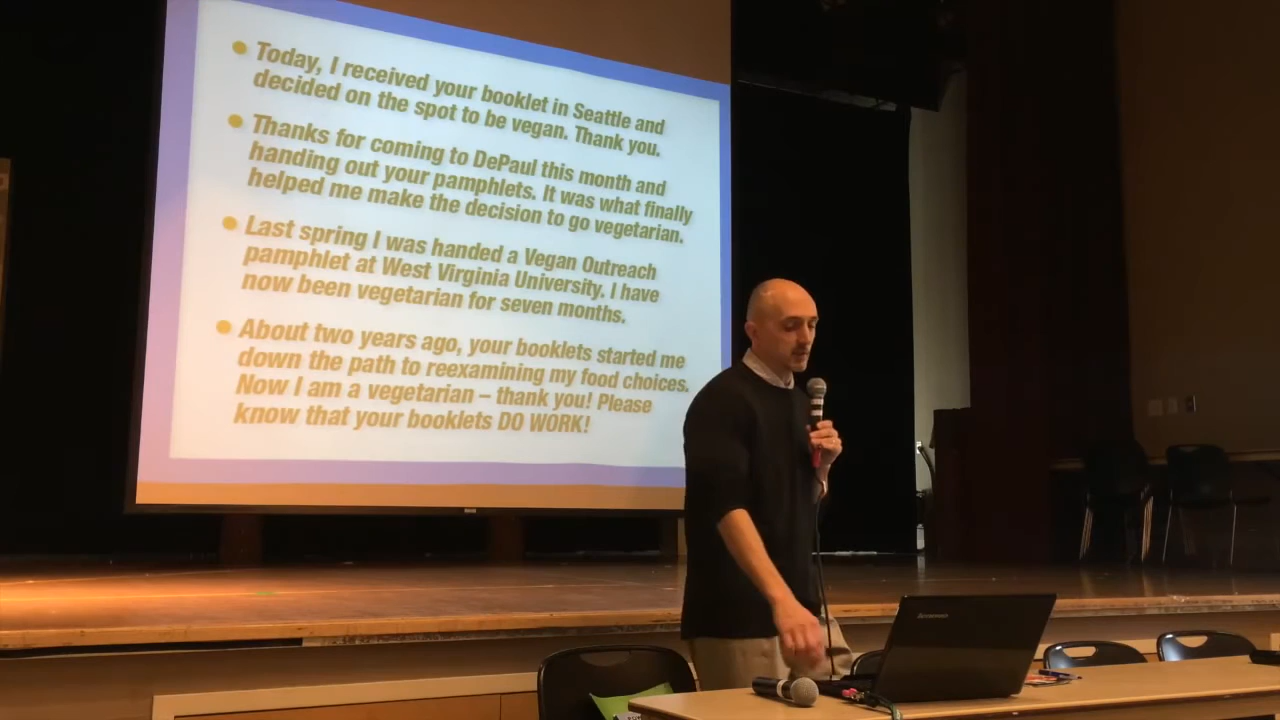 Today, I received your booklet in Seattle and
decided on the spot to be vegan. Thank you.
Thanks for coming to DePaul this month and
handing out your pamphlets. It was what finally
helped me make the decision to go vegetarian.
Last spring I was handed a Vegan Outreach
pamphlet at West Virginia University. I have
now been vegetarian for seven months.
About two years ago, your booklets started me
down the path to reexamining my food choices.
Now I am a vegetarian – thank you! Please
know that your booklets DO WORK!
lenovo